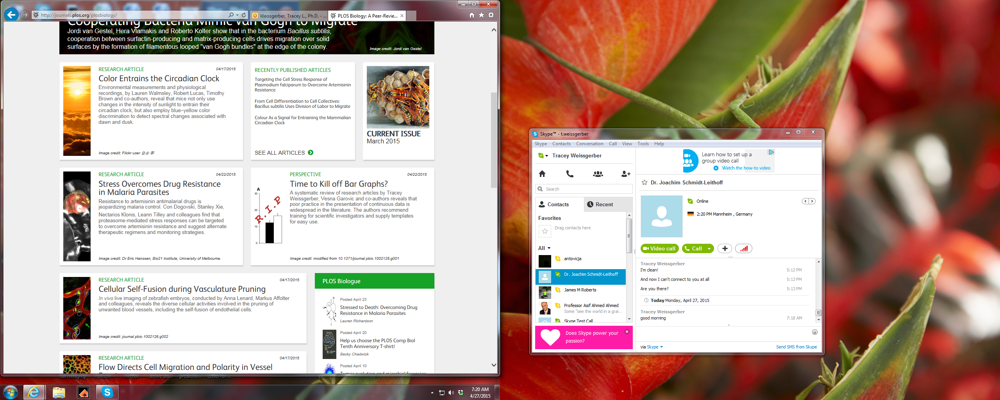 http://journals.plos.org/plosbiology/
Weissgerber, Tracey L., Ph.D. - ...
PLOS Biology: A Peer-Revie...
Cooperating Bacteria Mimic van Gogh to Migrate
Jordi van Gestel, Hera Vlamakis and Roberto Kolter show that in the bacterium Bacillus subtilis,
cooperation between surfactin-producing and matrix-producing cells drives migration over solid
surfaces by the formation of filamentous looped "van Gogh bundles" at the edge of the colony.
Image credit: Jordi van Gestel
RESEARCH ARTICLE
04/17/2015
Color Entrains the Circadian Clock
Environmental measurements and physiological
recordings, by Lauren Walmsley, Robert Lucas, Timothy
Brown and co-authors, reveal that mice not only use
changes in the intensity of sunlight to entrain their
circadian clock, but also employ blue–yellow color
discrimination to detect spectral changes associated with
dawn and dusk.
Image credit: Flickr user 白士 李
RECENTLY PUBLISHED ARTICLES
Targeting the Cell Stress Response of
Plasmodium falciparum to Overcome Artemisinin
Resistance
From Cell Differentiation to Cell Collectives:
Bacillus subtilis Uses Division of Labor to Migrate
Colour As a Signal for Entraining the Mammalian
Circadian Clock
SEE ALL ARTICLES
CURRENT ISSUE
March 2015
RESEARCH ARTICLE
04/22/2015
Stress Overcomes Drug Resistance
in Malaria Parasites
Resistance to artemisinin antimalarial drugs is
jeopardizing malaria control. Con Dogovski, Stanley Xie,
Nectarios Klonis, Leann Tilley and colleagues find that
proteasome-mediated stress responses can be targeted
to overcome artemisinin resistance and suggest alternate
therapeutic regimens and monitoring strategies.
Image credit: Dr Eric Hanssen, Bio21 Institute, University of Melbourne.
PERSPECTIVE
04/22/2015
Time to Kill off Bar Graphs?
A systematic review of research articles by Tracey
Weissgerber, Vesna Garovic and co-authors reveals that
poor practice in the presentation of continuous data is
widespread in the literature. The authors recommend
training for scientific investigators and supply templates
for easy use.
A
30
20
10
0
R.I.P
Image credit: modified from 10.1371/journal.pbio.1002128.g001
RESEARCH ARTICLE
04/17/2015
Cellular Self-Fusion during Vasculature Pruning
In vivo live imaging of zebrafish embryos, conducted by Anna Lenard, Markus Affolter
and colleagues, reveals the diverse cellular activities involved in the pruning of
unwanted blood vessels, including the self-fusion of endothelial cells.
Image credit: journal.pbio.1002126.g002
RESEARCH ARTICLE
04/17/2015
Flow Directs Cell Migration and Polarity in Vessel
PLOS Biologue
Posted April 23
Stressed to Death: Overcoming Drug
Resistance in Malaria Parasites
Lauren Richardson
Posted April 20
Help us choose the PLOS Comp Biol
Tenth Anniversary T-shirt!
Becky Chadwick
Posted April 10
Tumor evolution and microbial forensics:
7:20 AM
4/27/2015
Skype™ - t.weissgerber
Skype Contacts Conversation Call View Tools Help
Tracey Weissgerber
Search
Contacts
Recent
Favorites
Drag contacts here
All
antovicja
Dr. Joachim Schmidt-Leithoff
James M Roberts
Professor Asif Ahmed Ahmed
Some "see the world in a grai...
Skype Test Call
Does Skype power your
passion?
Learn how to set up a
group video call
Watch the how-to video
Dr. Joachim Schmidt-Leithoff
Online
2:20 PM Mannheim , Germany
Video call
Call
Tracey Weissgerber
I'm clean!
5:12 PM
And now I can't connect to you at all
5:13 PM
Are you there?
5:13 PM
Today Monday, April 27, 2015
Tracey Weissgerber
good morning
7:18 AM
via Skype
Send SMS from Skype